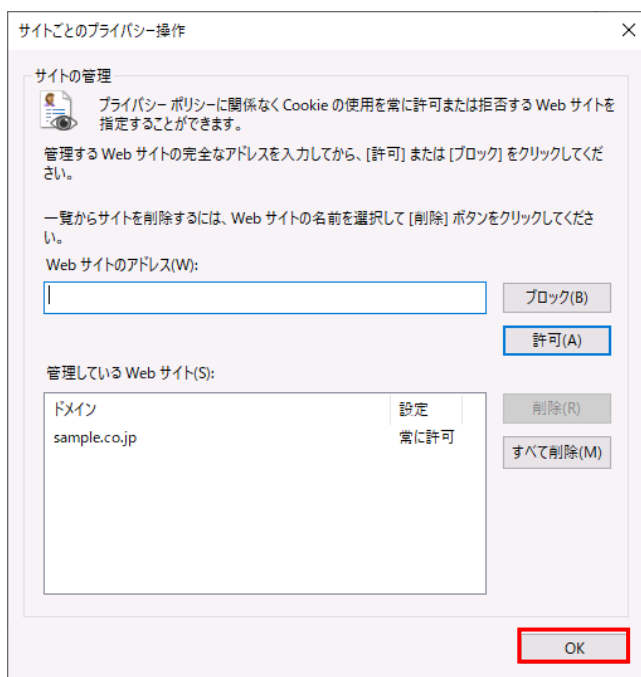 サイトごとのプライバシー操作
サイトの管理
プライバシー ポリシーに関係なく Cookie の使用を常に許可または拒否する Web サイトを
指定することができます。
管理する Web サイトの完全なアドレスを入力してから、[許可] または [ブロック] をクリックしてくだ
さい。
一覧からサイトを削除するには、Web サイトの名前を選択して [削除] ボタンをクリックしてくださ
い。
Web サイトのアドレス(W):
ブロック(B)
許可(A)
管理している Web サイト(S):
ドメイン 設定
削除(R)
sample.co.jp 常に許可
すべて削除(M)
OK